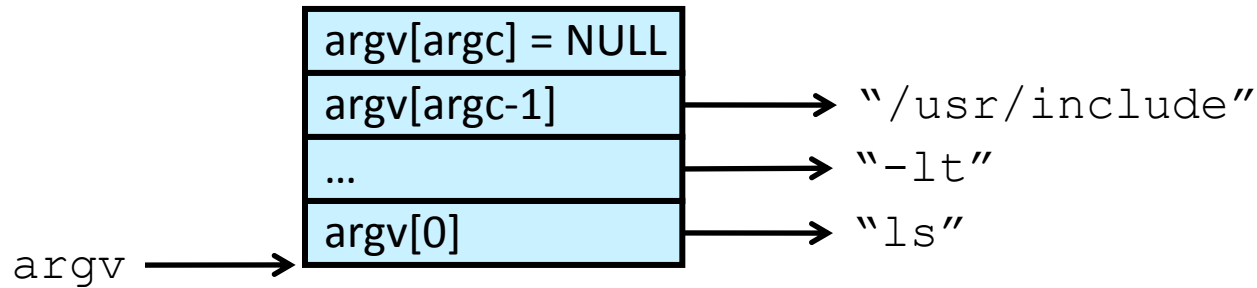 argv[argc] = NULL
argv[argc-1] “/usr/include”
… “-lt”
argv[0] “ls”
argv